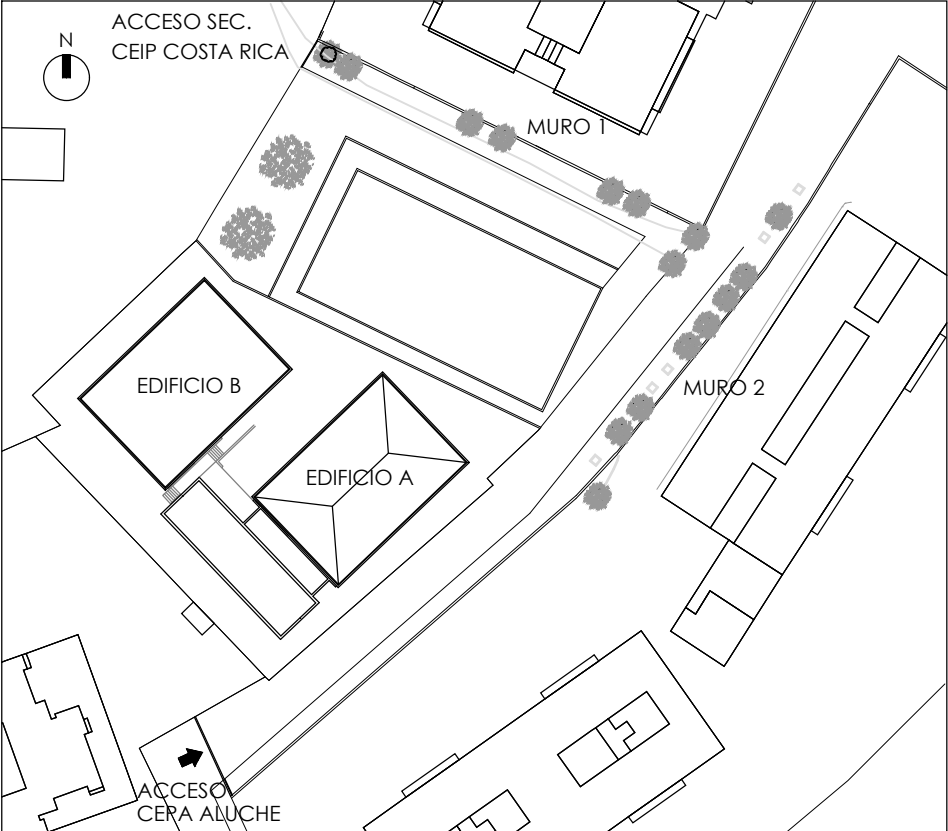 ACCESO SEC.
CEIP COSTA RICA
N
MURO 1
EDIFICIO B
MURO 2
EDIFICIO A
ACCESO
CEPA ALUCHE